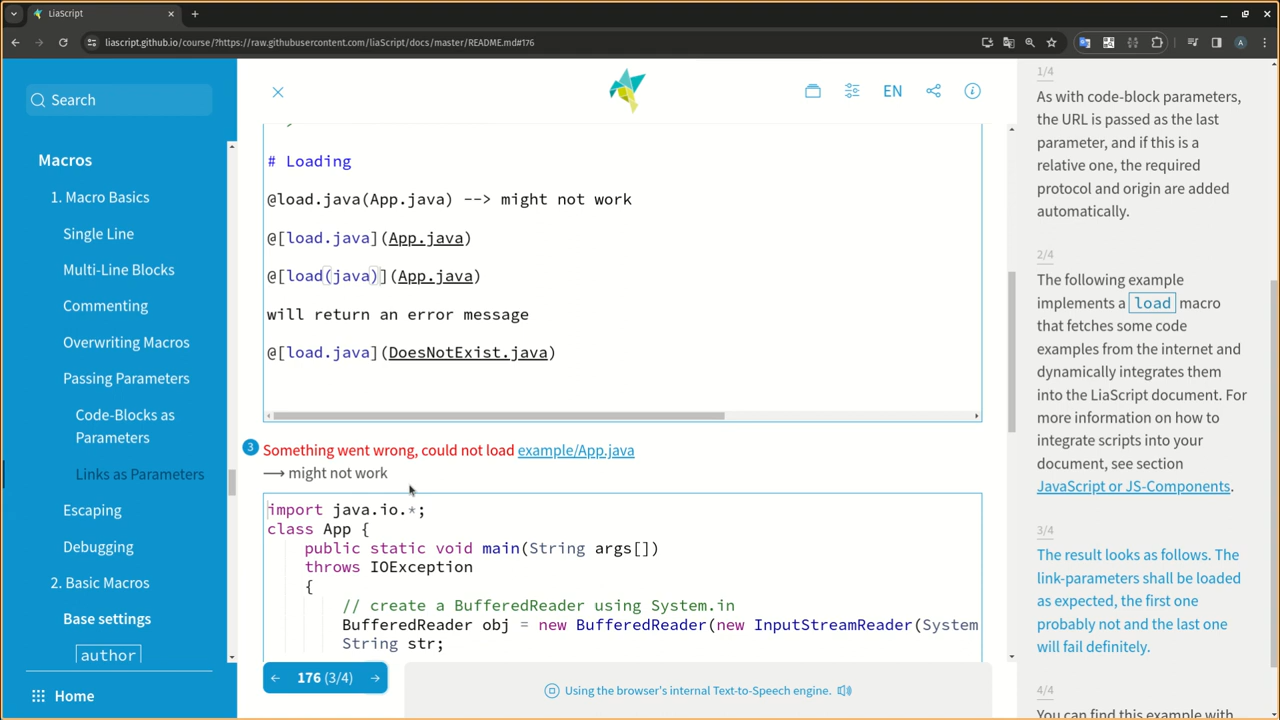 LiaScript
liascript.github.io/course/?https://raw.githubusercontent.com/liaScript/docs/master/README.md#176
A
Search
Macros
1. Macro Basics
Single Line
Multi-Line Blocks
Commenting
Overwriting Macros
Passing Parameters
Code-Blocks as
Parameters
Links as Parameters
Escaping
Debugging
2. Basic Macros
Base settings
author
Home
EN
# Loading
@load.java(App.java) --> might not work
@[load.java](App.java)
@[load(java)](App.java)
will return an error message
@[load.java](DoesNotExist.java)
3
Something went wrong, could not load example/App.java
⟶ might not work
import java.io.*;
class App {
public static void main(String args[])
throws IOException
{
// create a BufferedReader using System.in
BufferedReader obj = new BufferedReader(new InputStreamReader(System
String str;
← 176 (3/4) →
Using the browser's internal Text-to-Speech engine.
1/4
As with code-block parameters,
the URL is passed as the last
parameter, and if this is a
relative one, the required
protocol and origin are added
automatically.
2/4
The following example
implements a load macro
that fetches some code
examples from the internet and
dynamically integrates them
into the LiaScript document. For
more information on how to
integrate scripts into your
document, see section
JavaScript or JS-Components.
3/4
The result looks as follows. The
link-parameters shall be loaded
as expected, the first one
probably not and the last one
will fail definitely.
4/4
You can find this example with